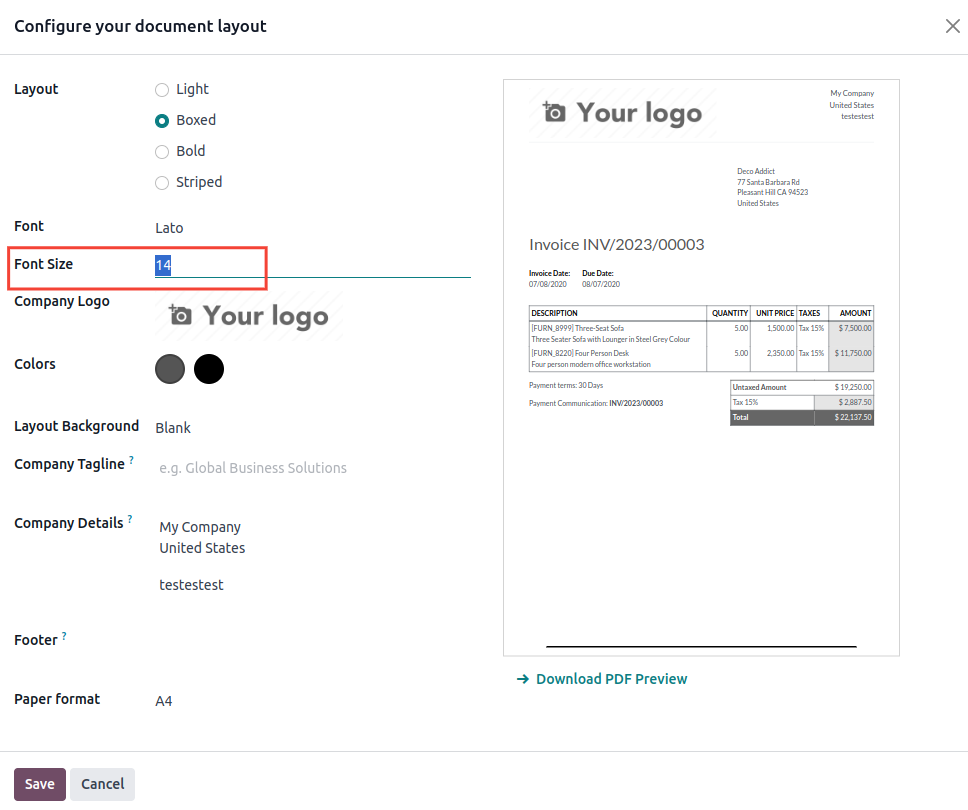 Configure your document layout
Layout
Light
Boxed
Bold
Striped
Font
Lato
Font Size
14
Company Logo
Your logo
Colors
Layout Background
Blank
Company Tagline ?
e.g. Global Business Solutions
Company Details ?
My Company
United States
testestest
Footer ?
Paper format
A4
Your logo
My Company
United States
testestest
Deco Addict
77 Santa Barbara Rd
Pleasant Hill CA 94523
United States
Invoice INV/2023/00003
Invoice Date: Due Date:
07/08/2020 08/07/2020
DESCRIPTION QUANTITY UNIT PRICE TAXES AMOUNT
[FURN_8999] Three-Seat Sofa 5.00 1,500.00 Tax 15% $ 7,500.00
Three Seater Sofa with Lounger in Steel Grey Colour
[FURN_8220] Four Person Desk 5.00 2,350.00 Tax 15% $ 11,750.00
Four person modern office workstation
Payment terms: 30 Days
Payment Communication: INV/2023/00003
Untaxed Amount $ 19,250.00
Tax 15% $ 2,887.50
Total $ 22,137.50
Download PDF Preview
Save
Cancel